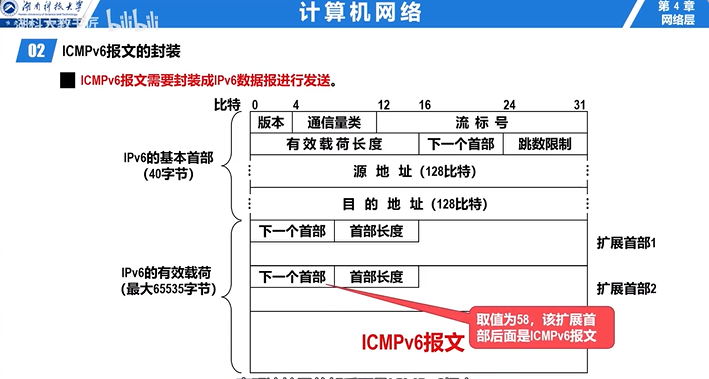 湖南科技大学
湖科大教书匠 bilibili
计算机网络
第 4 章
网络层
02 ICMPv6报文的封装
ICMPv6报文需要封装成IPv6数据报进行发送。
比特 0 4 12 16 24 31
版本 通信量类 流标号
有效载荷长度 下一个首部 跳数限制
IPv6的基本首部
(40字节)
源地址 (128比特)
目的地址 (128比特)
下一个首部 首部长度
扩展首部1
IPv6的有效载荷
(最大65535字节)
下一个首部 首部长度
扩展首部2
取值为58，该扩展首
部后面是ICMPv6报文
ICMPv6报文